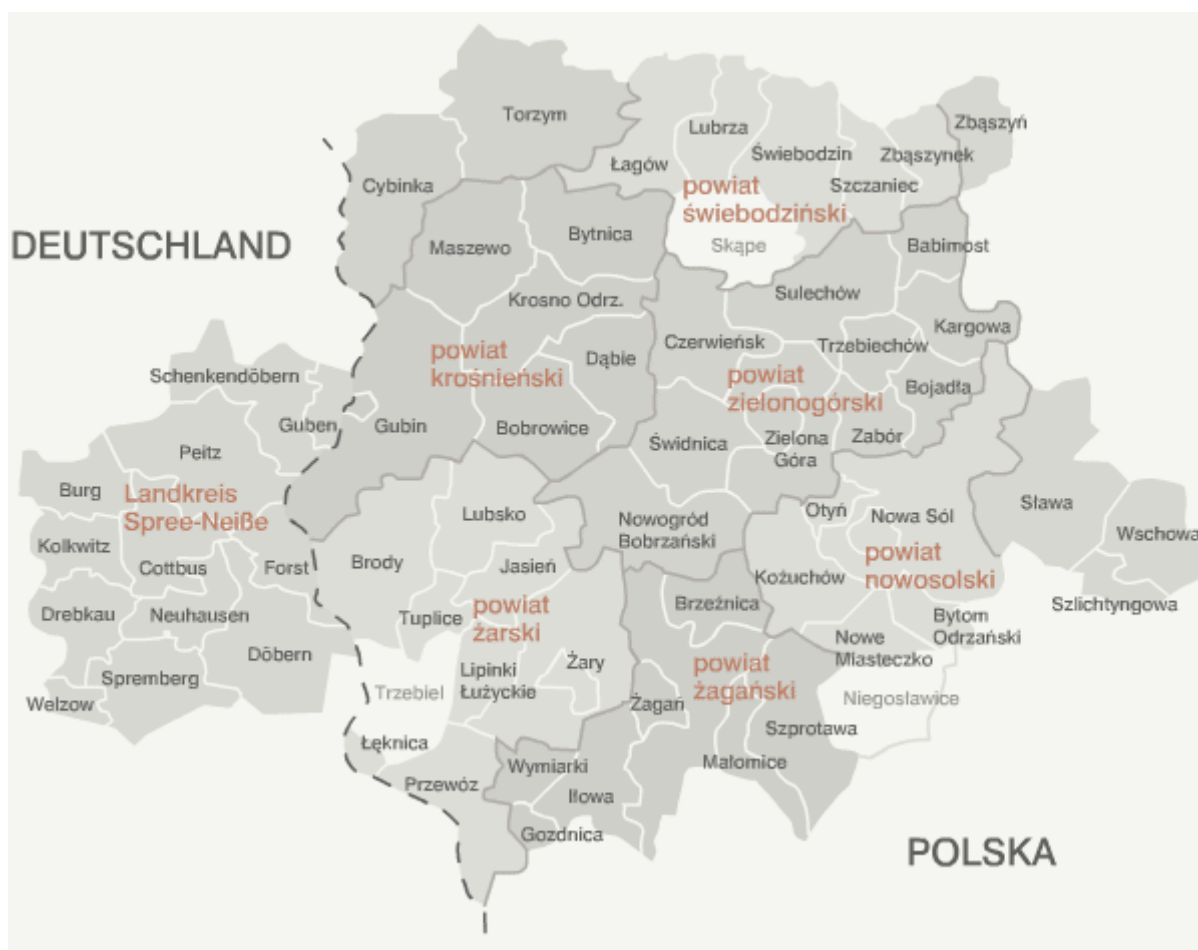 Torzym
Lubrza
Zbąszyń
Świebodzin
Zbąszynek
Łagów
Cybinka
Szczaniec
powiat
świebodziński
DEUTSCHLAND
Maszewo
Bytnica
Skąpe
Babimost
Krosno Odrz.
Sulechów
Kargowa
Czerwieńsk
Trzebiechów
powiat
krośnieński
Dąbie
Schenkendöbern
powiat
zielonogórski
Bojadła
Guben
Gubin
Bobrowice
Świdnica
Zielona
Góra
Zabór
Peitz
Burg
Landkreis
Spree-Neiße
Lubsko
Otyń
Nowa Sól
Sława
Nowogród
Bobrzański
Wschowa
Kolkwitz
Cottbus
Forst
Brody
Jasień
Kożuchów
powiat
nowosolski
Drebkau
Neuhausen
Tuplice
powiat
żarski
Brzeźnica
Szlichtyngowa
Bytom
Odrzański
Nowe
Miasteczko
Döbern
Spremberg
Welzow
Trzebiel
Lipinki
Łużyckie
Żary
powiat
żagański
Żagań
Niegosławice
Szprotawa
Łęknica
Małomice
Wymiarki
Przewóz
Iłowa
Gozdnica
POLSKA